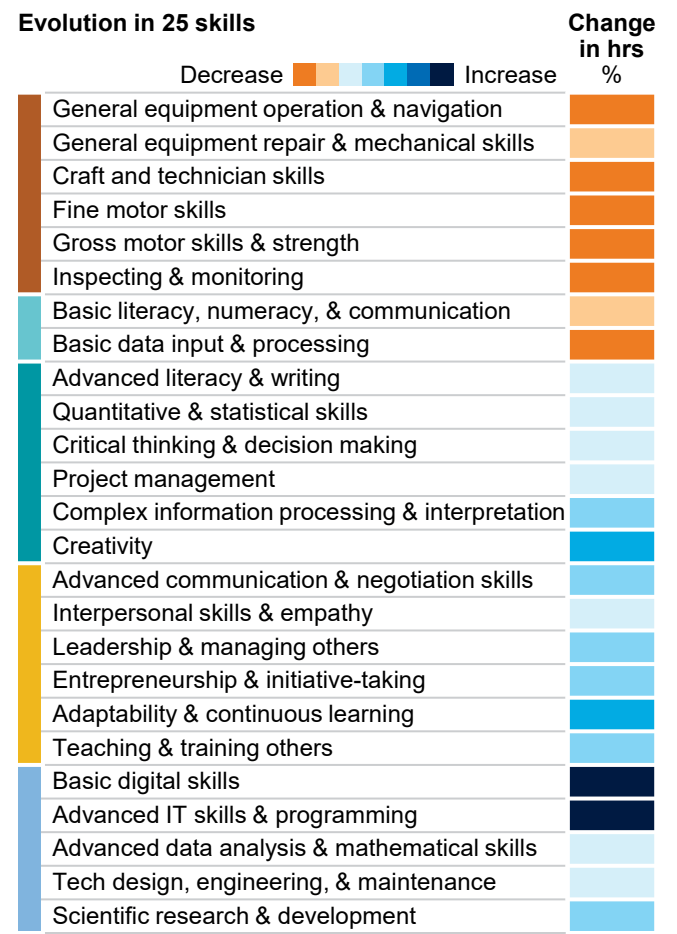 Evolution in 25 skills
Change
in hrs
Decrease Increase %
General equipment operation & navigation
General equipment repair & mechanical skills
Craft and technician skills
Fine motor skills
Gross motor skills & strength
Inspecting & monitoring
Basic literacy, numeracy, & communication
Basic data input & processing
Advanced literacy & writing
Quantitative & statistical skills
Critical thinking & decision making
Project management
Complex information processing & interpretation
Creativity
Advanced communication & negotiation skills
Interpersonal skills & empathy
Leadership & managing others
Entrepreneurship & initiative-taking
Adaptability & continuous learning
Teaching & training others
Basic digital skills
Advanced IT skills & programming
Advanced data analysis & mathematical skills
Tech design, engineering, & maintenance
Scientific research & development